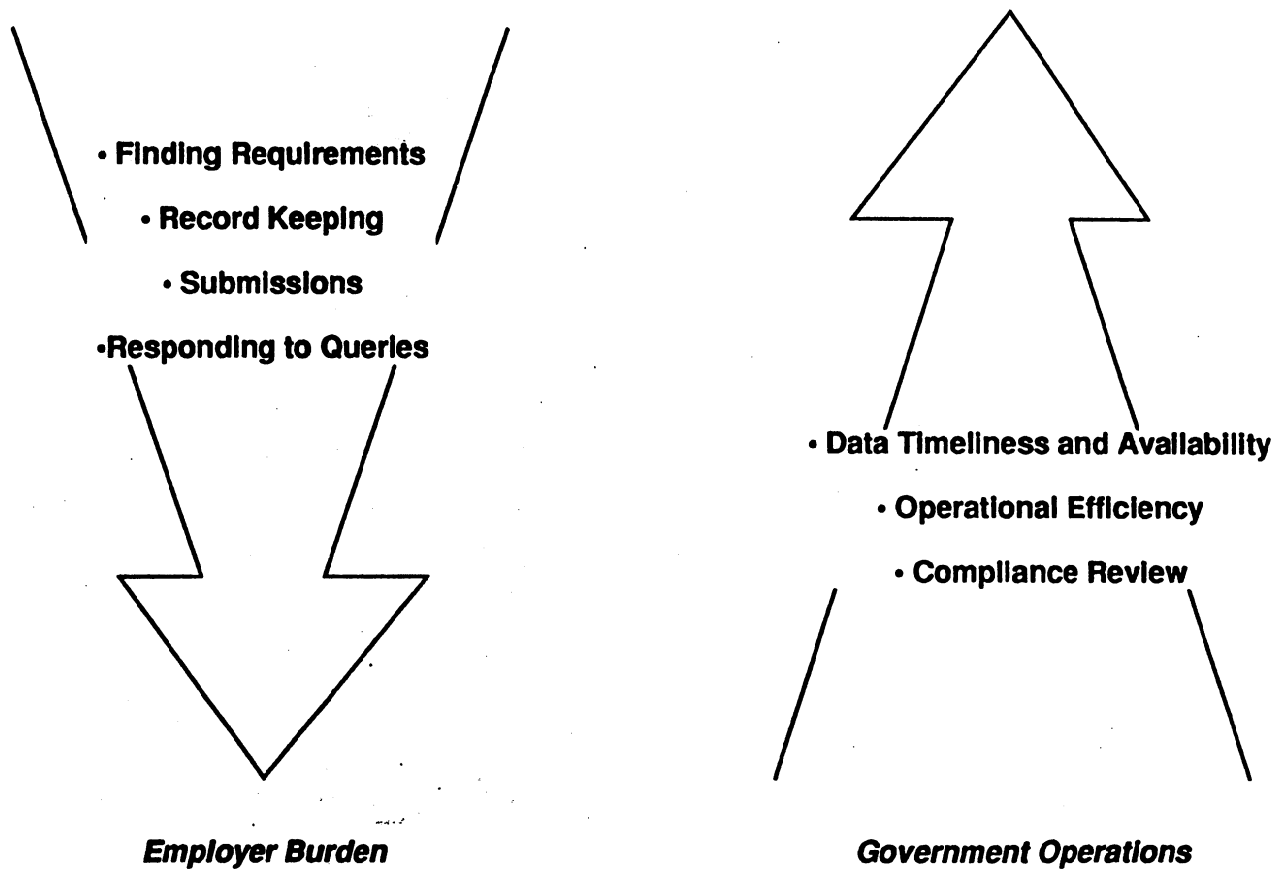 • Finding Requirements
• Record Keeping
• Submissions
•Responding to Queries
Employer Burden
• Data Timeliness and Availability
• Operational Efficiency
• Compliance Review
Government Operations